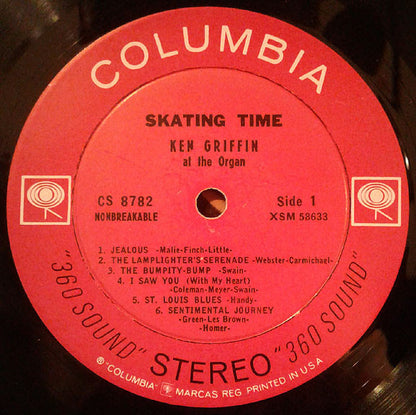 COLUMBIA
SKATING TIME
KEN GRIFFIN
at the Organ
CS 8782
NONBREAKABLE
Side 1
XSM 58633
1. JEALOUS -Malie-Finch-Little-
2. THE LAMPLIGHTER'S SERENADE -Webster-Carmichael-
3. THE BUMPITY-BUMP -Swain-
4. I SAW YOU (With My Heart)
-Coleman-Meyer-Swain-
5. ST. LOUIS BLUES -Handy-
6. SENTIMENTAL JOURNEY
-Green-Les Brown-
-Homer-
"360 SOUND" STEREO "360 SOUND"
® "COLUMBIA" MARCAS REG. PRINTED IN U.S.A.